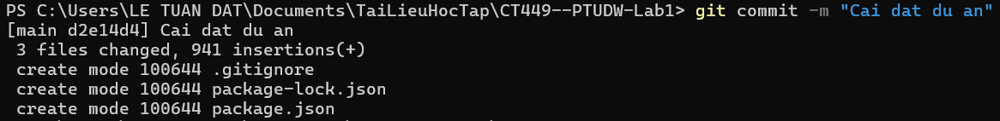 PS C:\Users\LE TUAN DAT\Documents\TaiLieuHocTap\CT449--PTUDW-Lab1> git commit -m "Cai dat du an"
[main d2e14d4] Cai dat du an
 3 files changed, 941 insertions(+)
 create mode 100644 .gitignore
 create mode 100644 package-lock.json
 create mode 100644 package.json